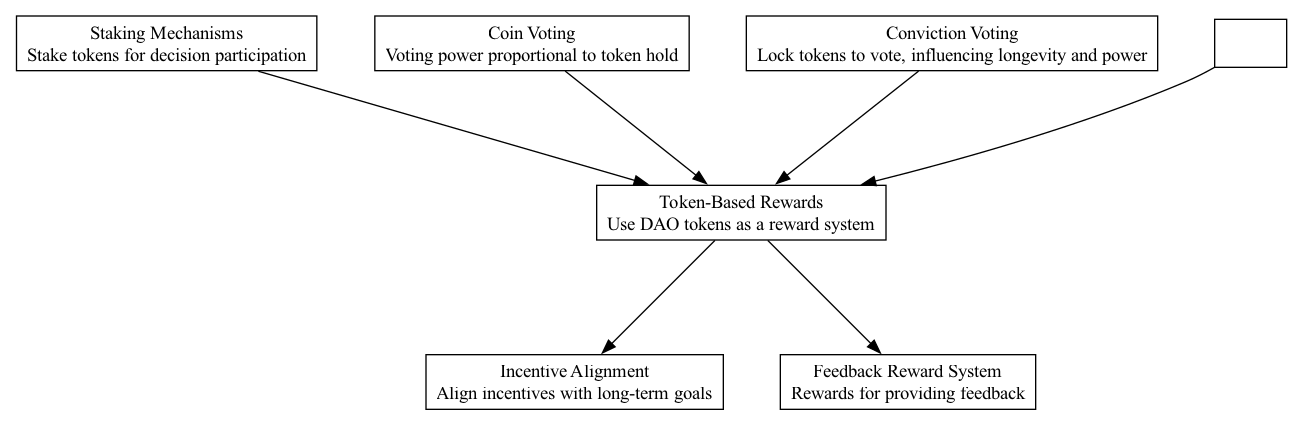 Staking Mechanisms
Stake tokens for decision participation
Coin Voting
Voting power proportional to token hold
Conviction Voting
Lock tokens to vote, influencing longevity and power
Token-Based Rewards
Use DAO tokens as a reward system
Incentive Alignment
Align incentives with long-term goals
Feedback Reward System
Rewards for providing feedback